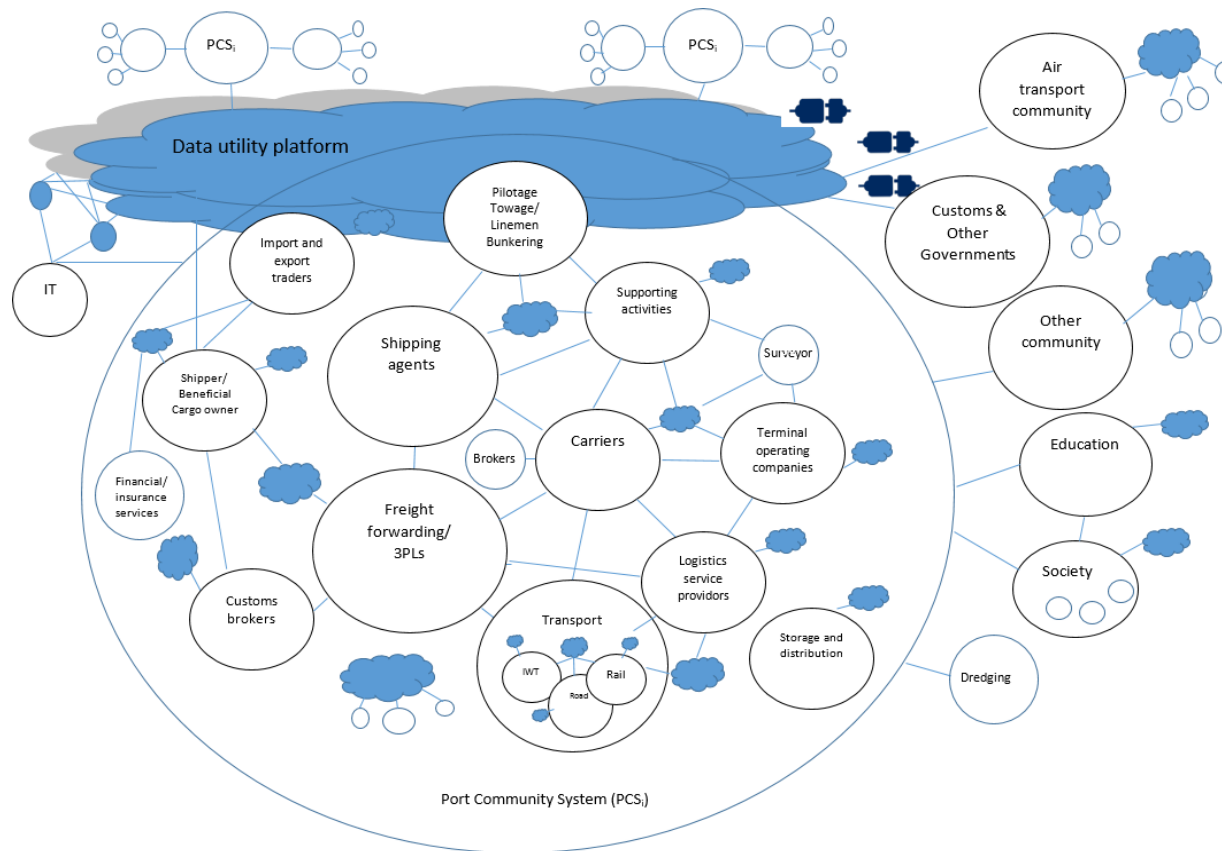 PCSi
PCSi
Air
transport
community
Data utility platform
Pilotage
Towage/
Linemen
Bunkering
Customs &
Other
Governments
Import and
export
traders
IT
Supporting
activities
Other
community
Shipping
agents
Surveyor
Shipper/
Beneficial
Cargo owner
Carriers
Terminal
operating
companies
Education
Brokers
Financial/
insurance
services
Freight
forwarding/
3PLs
Logistics
service
providors
Society
Customs
brokers
Transport
Storage and
distribution
IWT
Rail
Road
Dredging
Port Community System (PCSi)